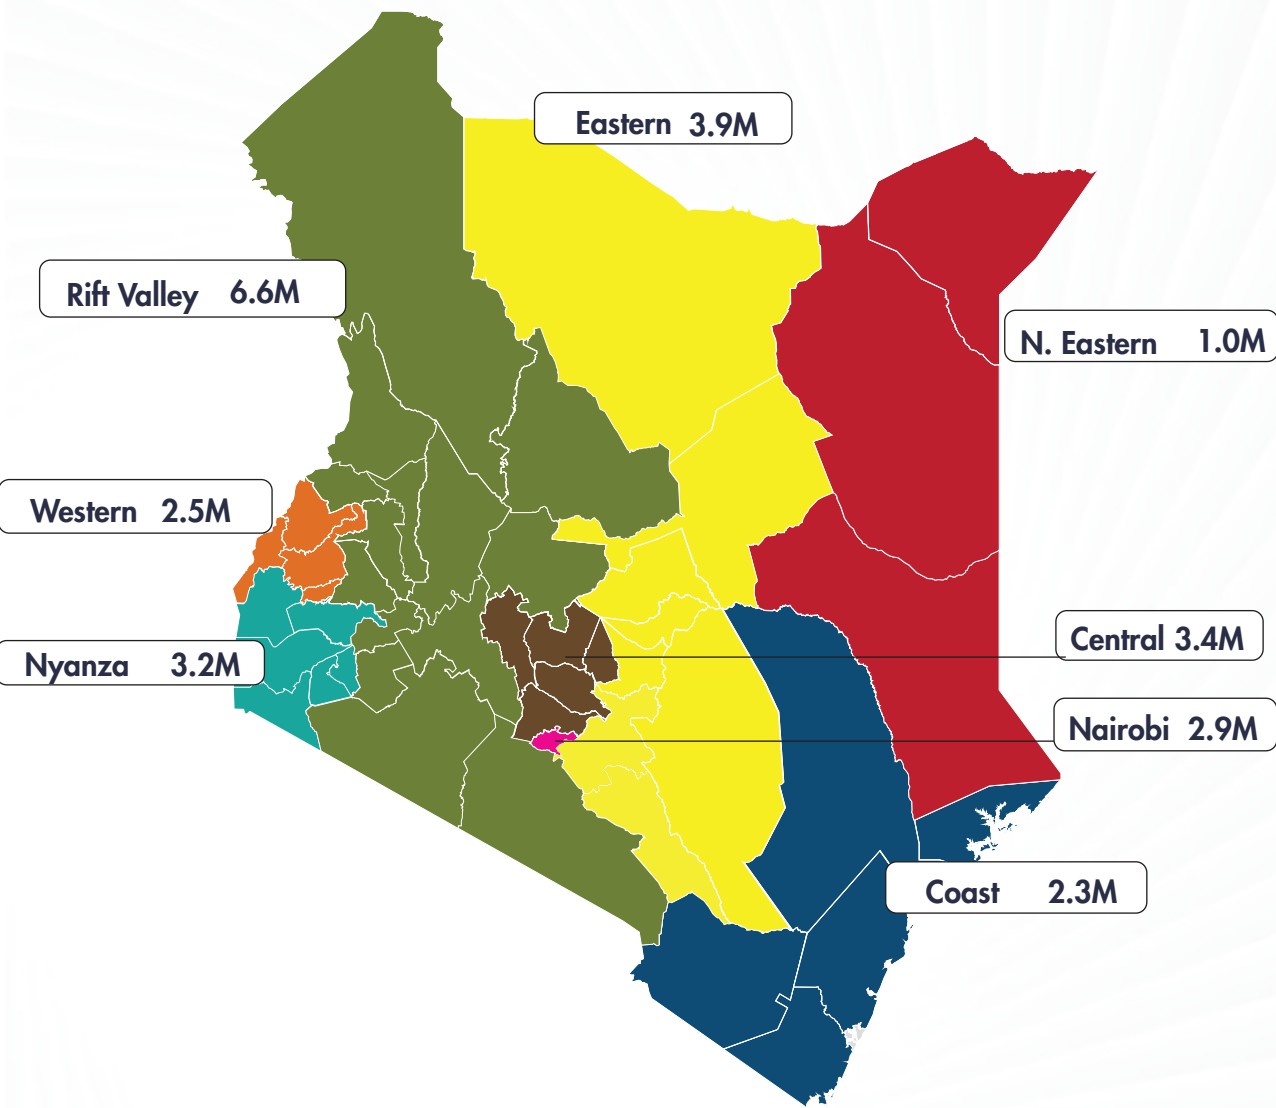 Eastern 3.9M
Rift Valley 6.6M
N. Eastern 1.0M
Western 2.5M
Central 3.4M
Nyanza 3.2M
Nairobi 2.9M
Coast 2.3M